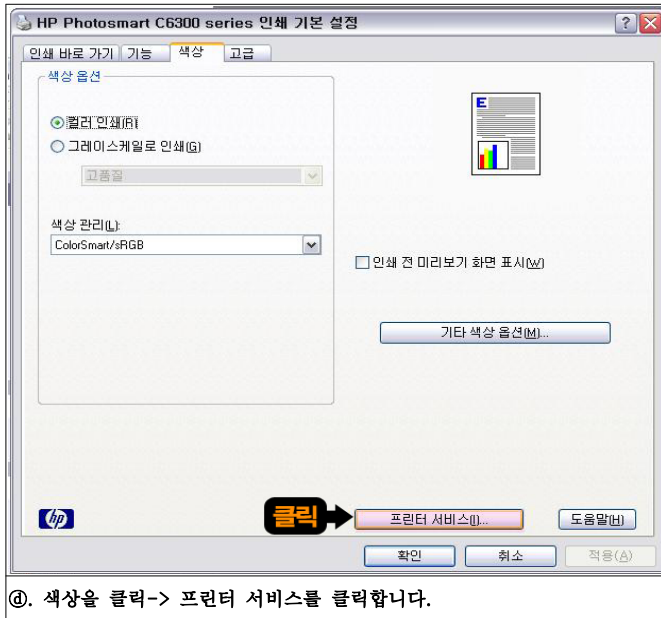 HP Photosmart C6300 series 인쇄 기본 설정
인쇄 바로 가기 기능 색상 고급
색상 옵션
컬러 인쇄(R)
그레이스케일로 인쇄(G)
고품질
색상 관리(L):
ColorSmart/sRGB
E
인쇄 전 미리보기 화면 표시(W)
기타 색상 옵션(M)...
hp
클릭
프린터 서비스(I)...
도움말(H)
확인 취소 적용(A)
ⓓ. 색상을 클릭-> 프린터 서비스를 클릭합니다.